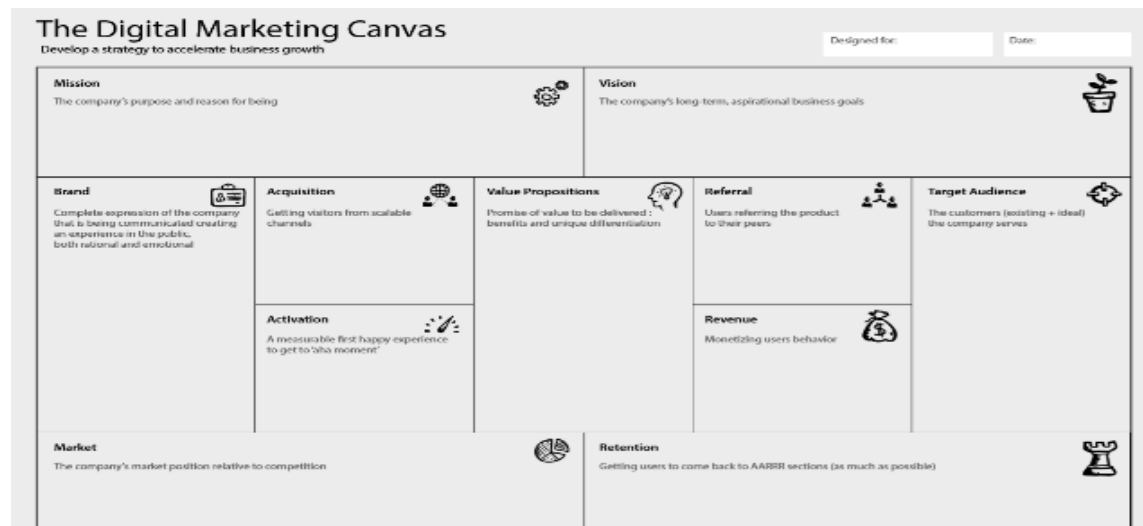 The Digital Marketing Canvas
Develop a strategy to accelerate business growth
Designed for:
Date:
Mission
The company's purpose and reason for being
Vision
The company's long-term, aspirational business goals
Brand
Complete expression of the company
that is being communicated creating
an experience in the public,
both rational and emotional
Acquisition
Getting visitors from scalable
channels
Value Propositions
Promise of value to be delivered :
benefits and unique differentiation
Referral
Users referring the product
to their peers
Target Audience
The customers (existing + ideal)
the company serves
Activation
A measurable first happy experience
to get to 'aha moment'
Revenue
Monetizing users behavior
Market
The company's market position relative to competition
Retention
Getting users to come back to AARRR sections (as much as possible)